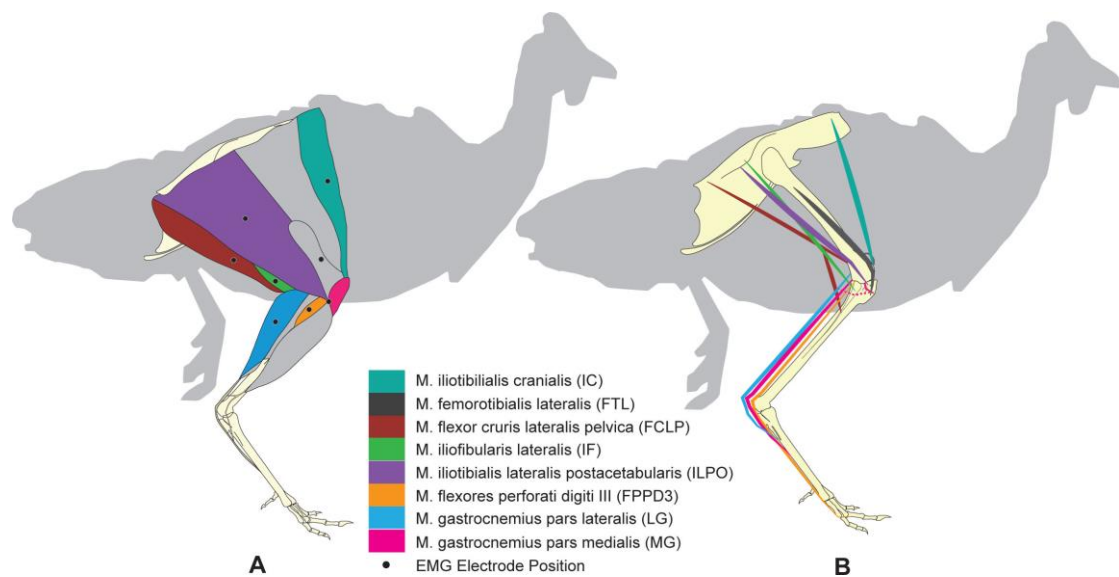 M. iliotibilialis cranialis (IC)
M. femorotibialis lateralis (FTL)
M. flexor cruris lateralis pelvica (FCLP)
M. iliofibularis lateralis (IF)
M. iliotibialis lateralis postacetabularis (ILPO)
M. flexores perforati digiti III (FPPD3)
M. gastrocnemius pars lateralis (LG)
M. gastrocnemius pars medialis (MG)
EMG Electrode Position
A
B